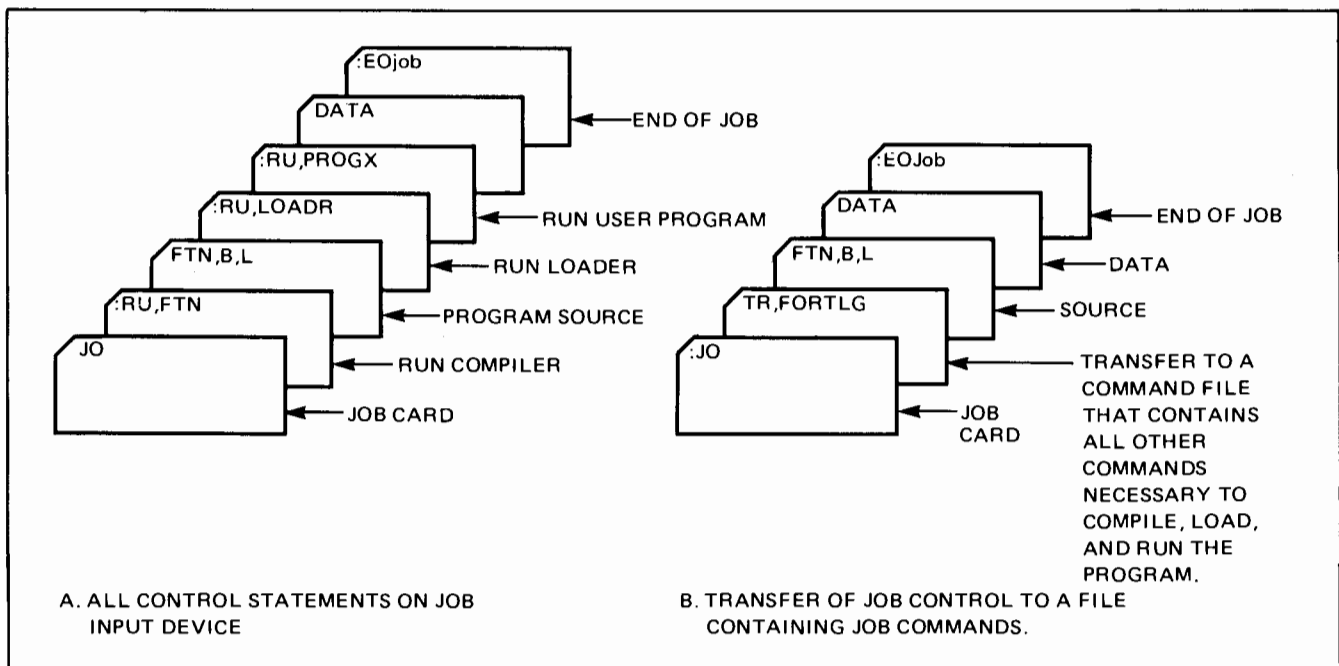 :EOjob
DATA
END OF JOB
:RU,PROGX
:RU,LOADR
RUN USER PROGRAM
FTN,B,L
RUN LOADER
:RU,FTN
PROGRAM SOURCE
JO
RUN COMPILER
JOB CARD
A. ALL CONTROL STATEMENTS ON JOB
INPUT DEVICE
:EOJob
DATA
END OF JOB
FTN,B,L
DATA
TR,FORTLG
SOURCE
:JO
TRANSFER TO A
COMMAND FILE
THAT CONTAINS
ALL OTHER
COMMANDS
NECESSARY TO
COMPILE, LOAD,
AND RUN THE
PROGRAM.
JOB
CARD
B. TRANSFER OF JOB CONTROL TO A FILE
CONTAINING JOB COMMANDS.